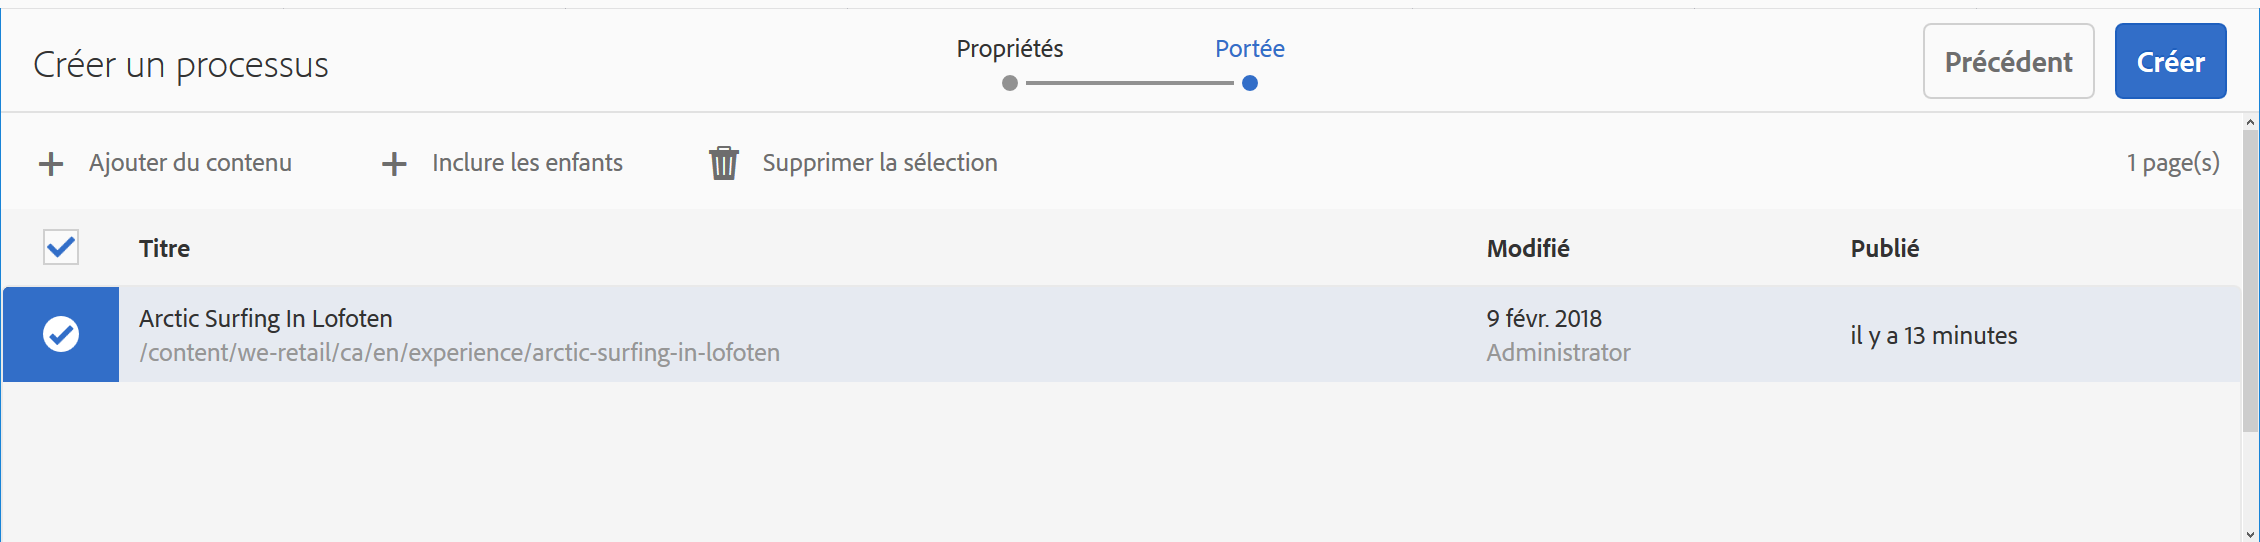 Créer un processus
Propriétés
Portée
Précédent
Créer
Ajouter du contenu
Inclure les enfants
Supprimer la sélection
1 page(s)
Titre
Modifié
Publié
Arctic Surfing In Lofoten
/content/we-retail/ca/en/experience/arctic-surfing-in-lofoten
9 févr. 2018
Administrator
il y a 13 minutes